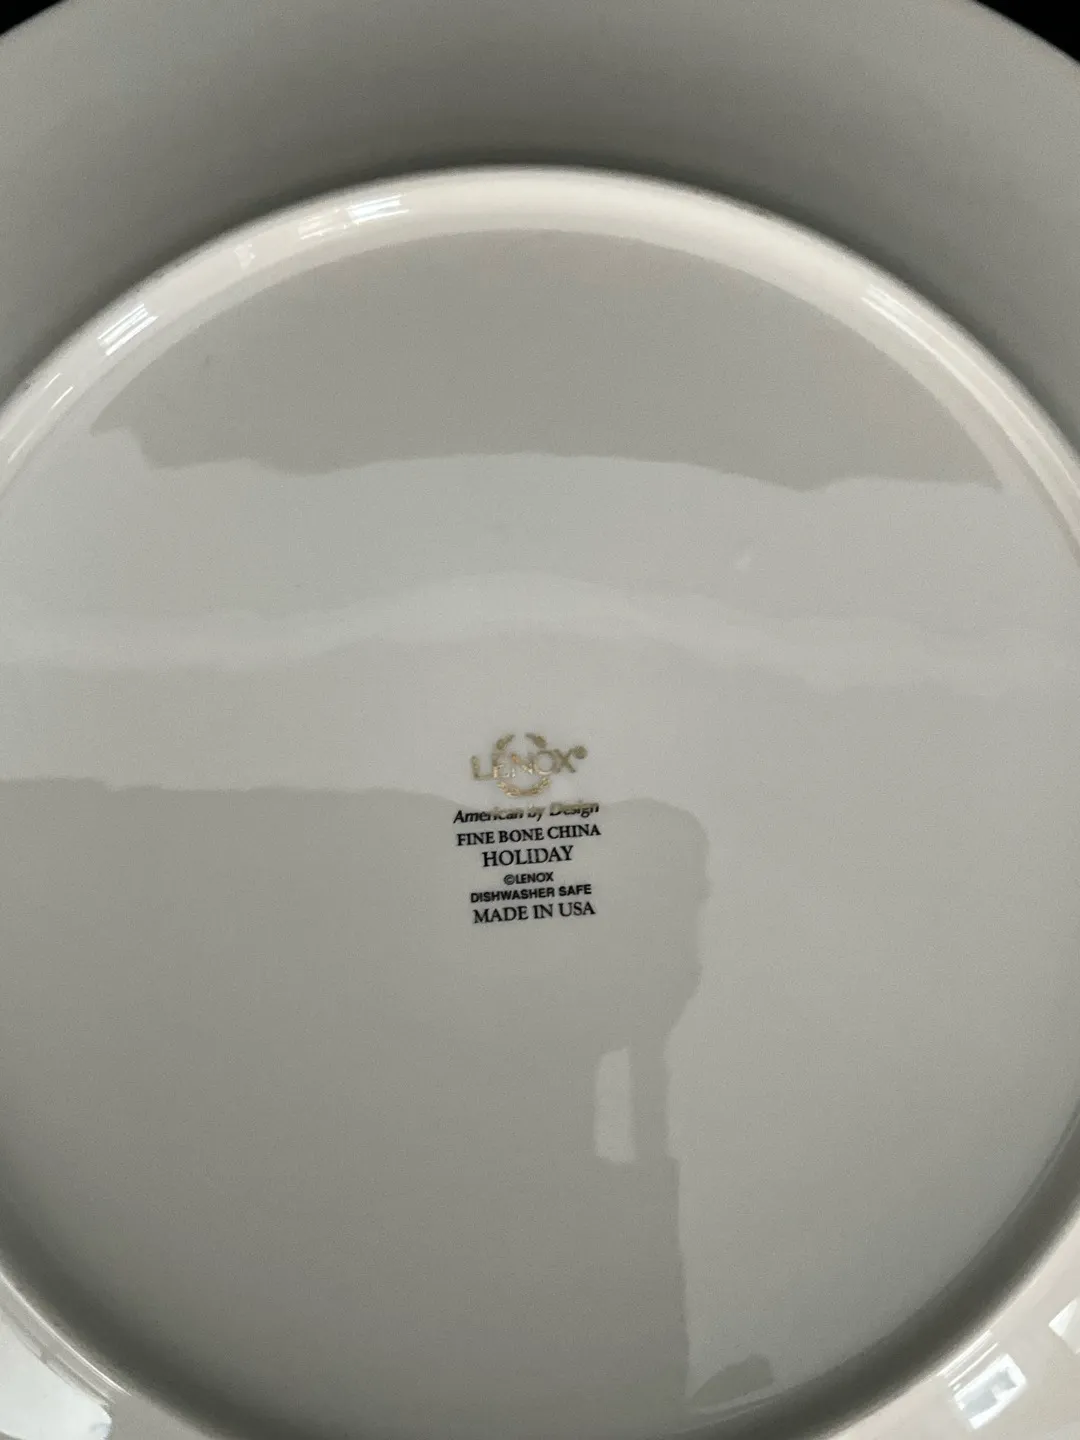 LENOX®
American by Design
FINE BONE CHINA
HOLIDAY
©LENOX
DISHWASHER SAFE
MADE IN USA